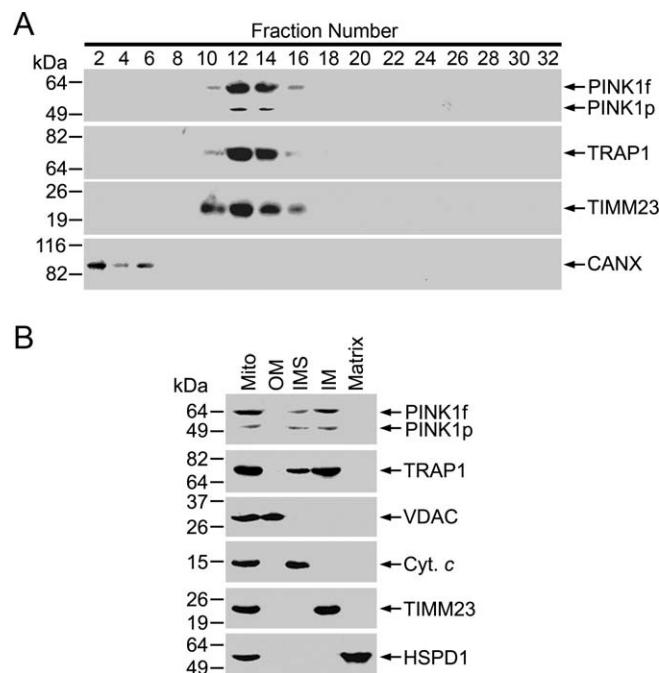 A
Fraction Number
kDa 2 4 6 8 10 12 14 16 18 20 22 24 26 28 30 32
64 PINK1f
49 PINK1p
82 TRAP1
64
26 TIMM23
19
116 CANX
82
B
kDa Mito OM IMS IM Matrix
64 PINK1f
49 PINK1p
82 TRAP1
64
37 VDAC
26
15 Cyt. c
26 TIMM23
19
64 HSPD1
49